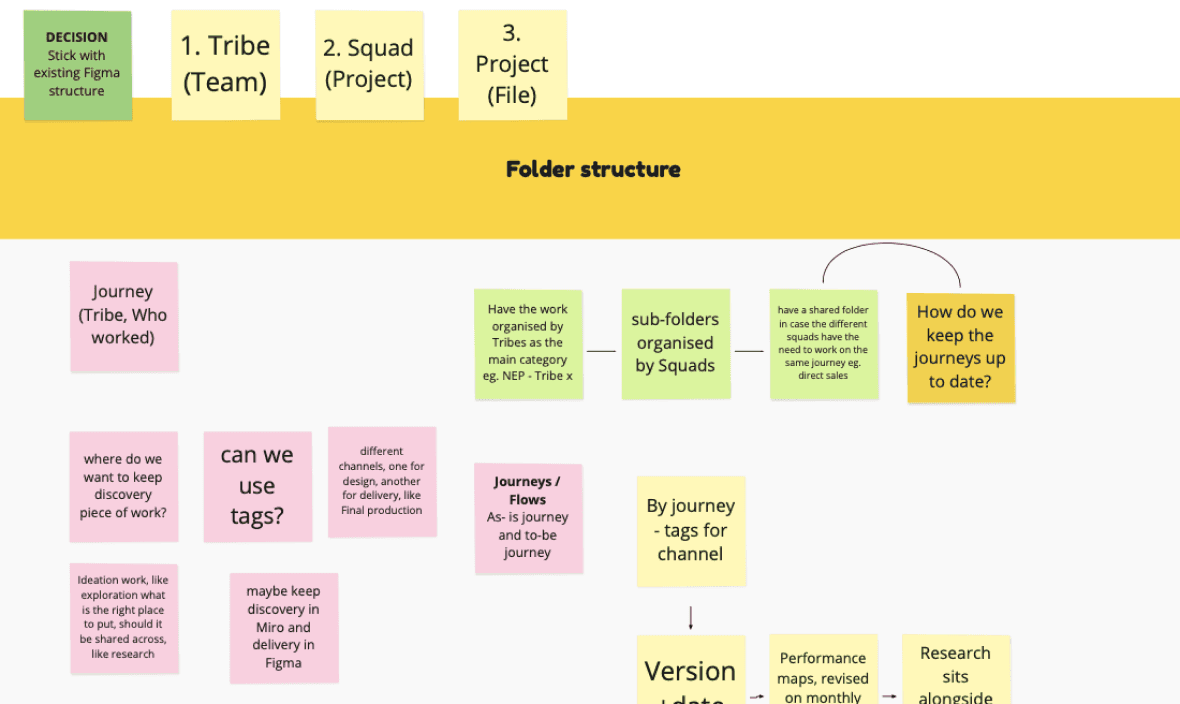 DECISION
Stick with
existing Figma
structure
1. Tribe
(Team)
2. Squad
(Project)
3.
Project
(File)
Folder structure
Journey
(Tribe, Who
worked)
Have the work
organised by
Tribes as the
main category
eg. NEP - Tribe x
sub-folders
organised
by Squads
have a shared folder
in case the different
squads have the
need to work on the
same journey eg.
direct sales
How do we
keep the
journeys up
to date?
where do we
want to keep
discovery
piece of work?
can we
use
tags?
different
channels, one for
design, another
for delivery, like
Final production
Journeys /
Flows
As- is journey
and to-be
journey
By journey
- tags for
channel
Ideation work, like
exploration what
is the right place
to put, should it
be shared across,
like research
maybe keep
discovery in
Miro and
delivery in
Figma
Version
+date
Performance
maps, revised
on monthly
Research
sits
alongside